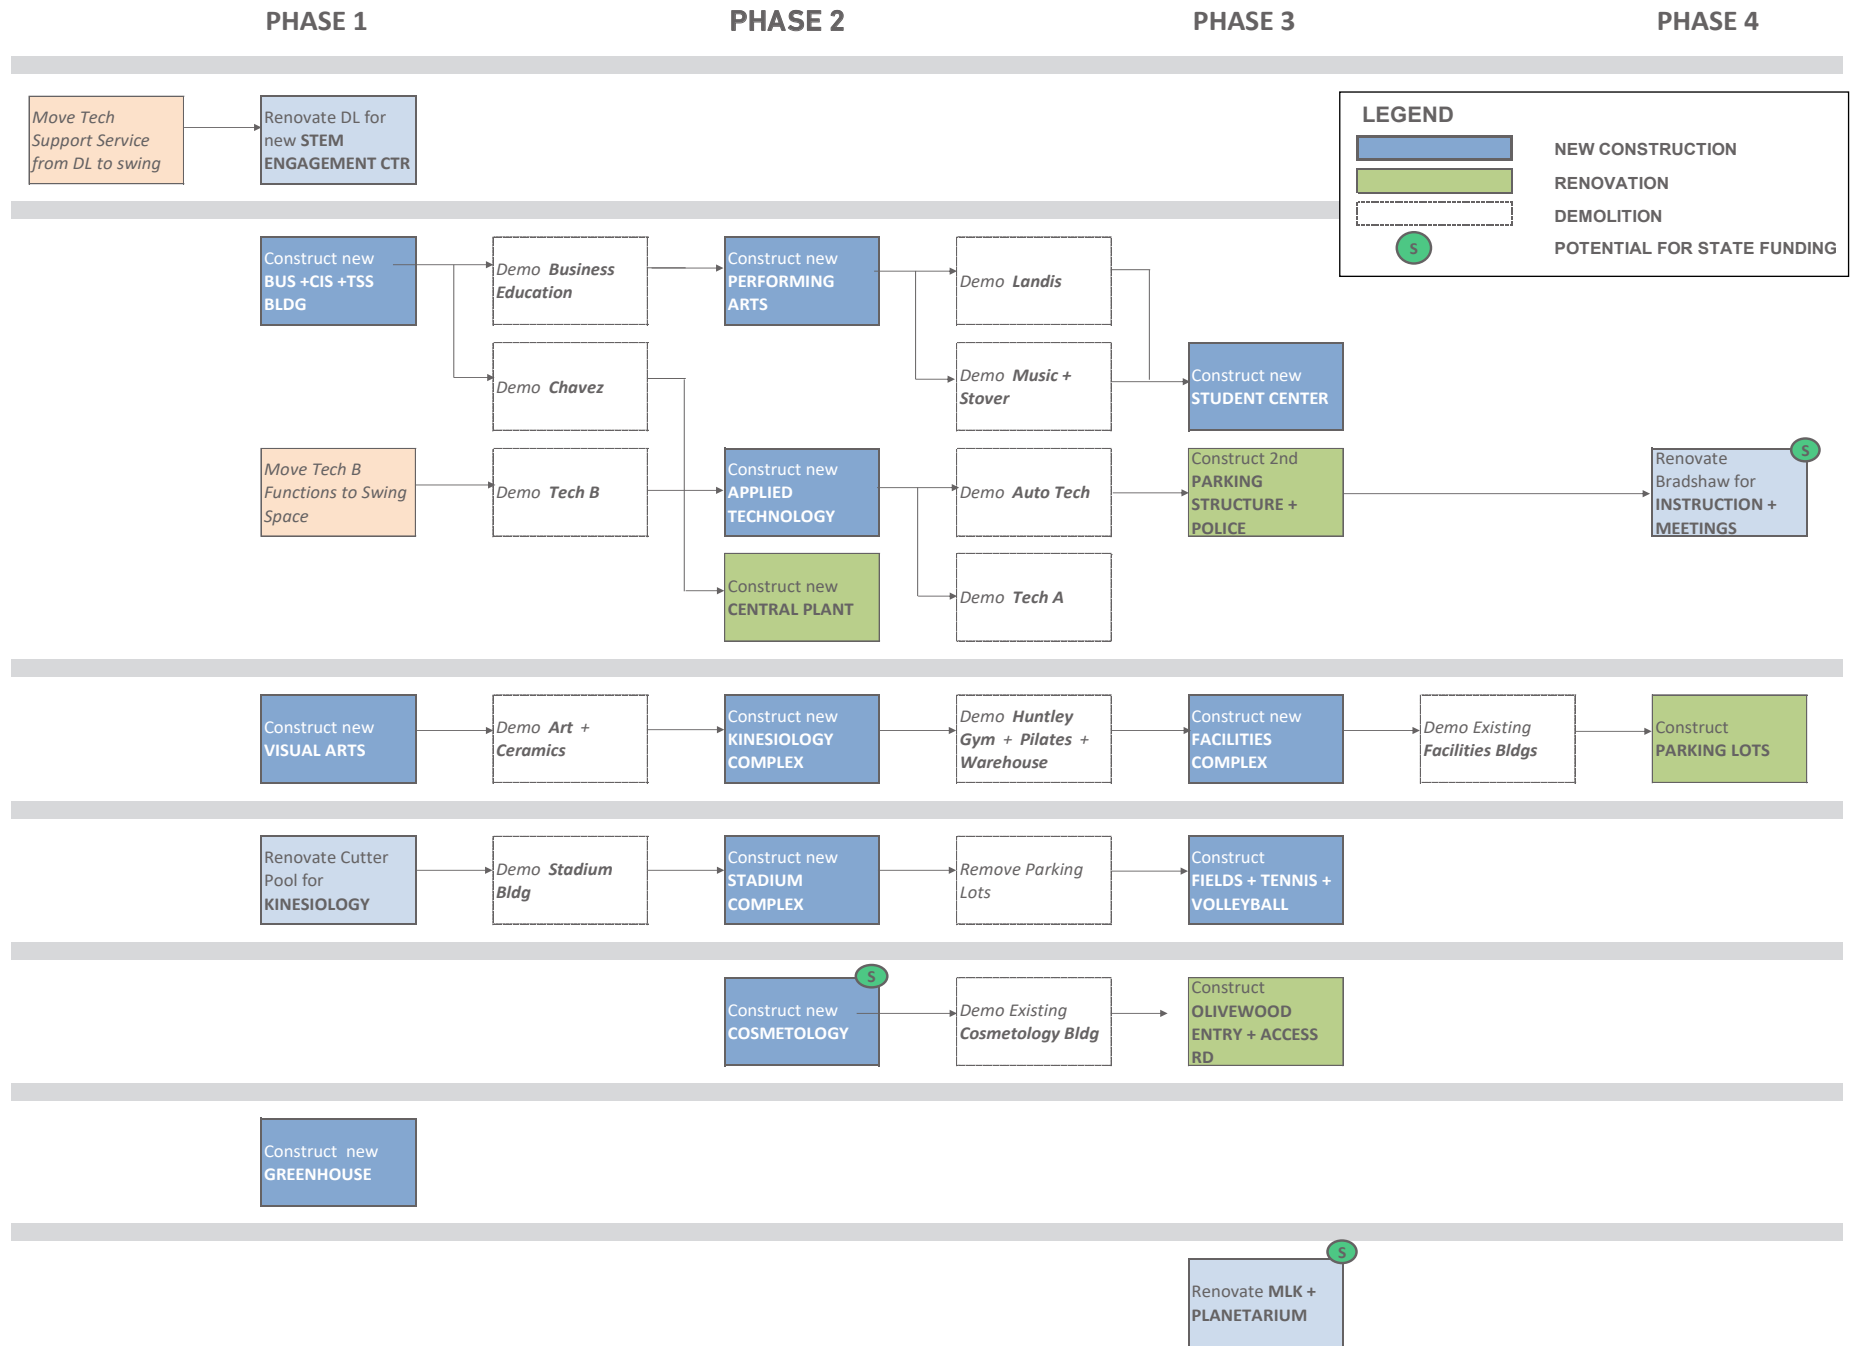 PHASE 1
PHASE 2
PHASE 3
PHASE 4
Move Tech
Support Service
from DL to swing
Renovate DL for
new STEM
ENGAGEMENT CTR
LEGEND
NEW CONSTRUCTION
RENOVATION
DEMOLITION
S
POTENTIAL FOR STATE FUNDING
Construct new
BUS +CIS +TSS
BLDG
Demo Business
Education
Construct new
PERFORMING
ARTS
Demo Landis
Demo Chavez
Demo Music +
Stover
Construct new
STUDENT CENTER
Move Tech B
Functions to Swing
Space
Demo Tech B
Construct new
APPLIED
TECHNOLOGY
Demo Auto Tech
Construct 2nd
PARKING
STRUCTURE +
POLICE
S
Renovate
Bradshaw for
INSTRUCTION +
MEETINGS
Construct new
CENTRAL PLANT
Demo Tech A
Construct new
VISUAL ARTS
Demo Art +
Ceramics
Construct new
KINESIOLOGY
COMPLEX
Demo Huntley
Gym + Pilates +
Warehouse
Construct new
FACILITIES
COMPLEX
Demo Existing
Facilities Bldgs
Construct
PARKING LOTS
Renovate Cutter
Pool for
KINESIOLOGY
Demo Stadium
Bldg
Construct new
STADIUM
COMPLEX
Remove Parking
Lots
Construct
FIELDS + TENNIS +
VOLLEYBALL
S
Construct new
COSMETOLOGY
Demo Existing
Cosmetology Bldg
Construct
OLIVEWOOD
ENTRY + ACCESS
RD
Construct new
GREENHOUSE
S
Renovate MLK +
PLANETARIUM